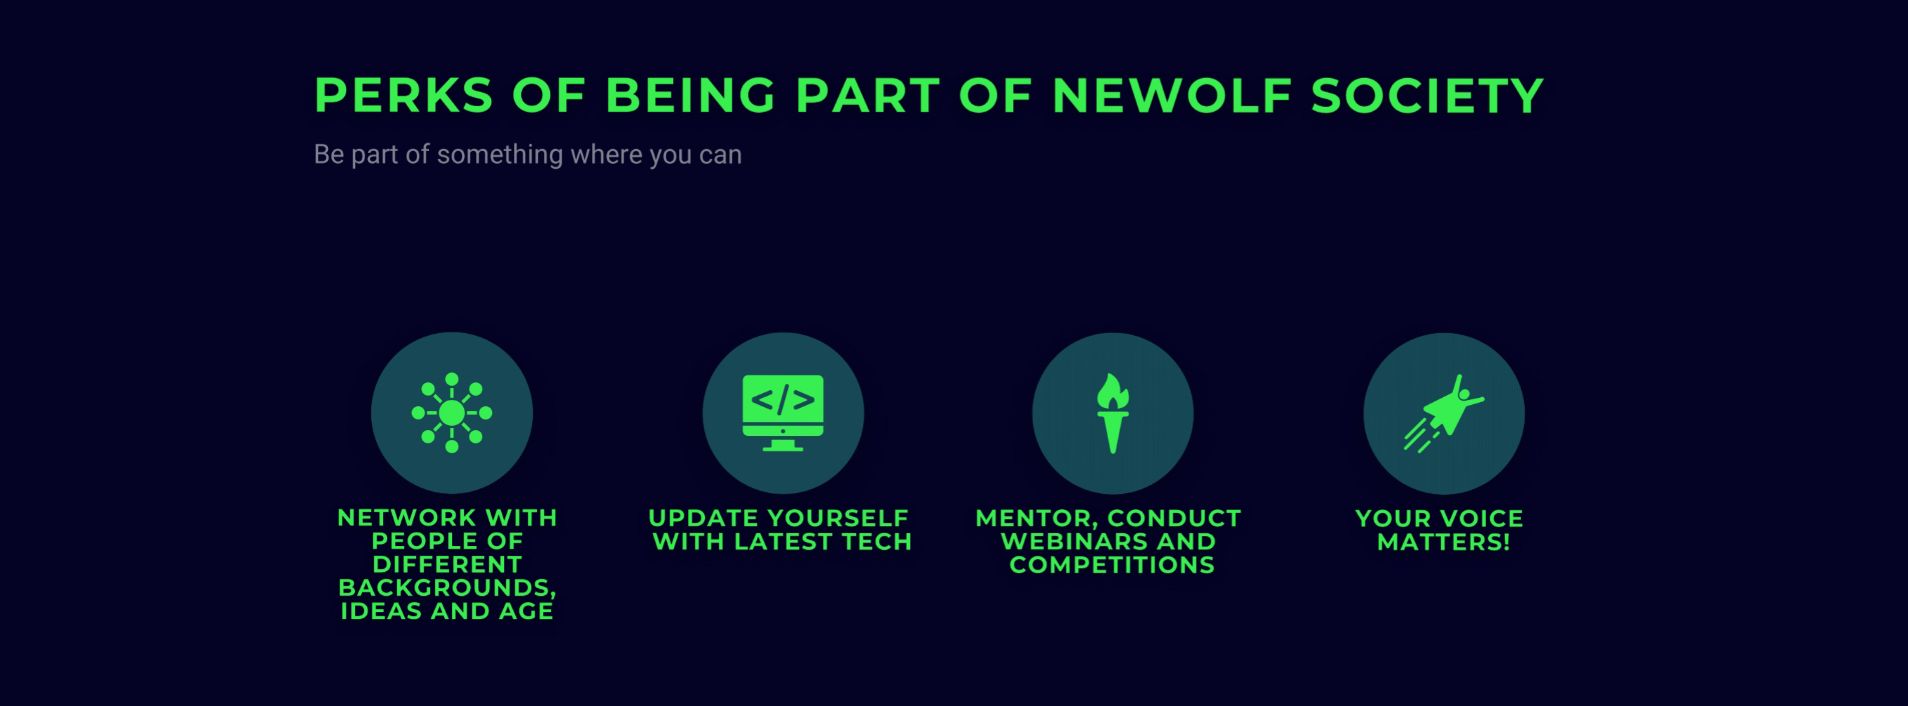 PERKS OF BEING PART OF NEWOLF SOCIETY
Be part of something where you can
</>
NETWORK WITH
PEOPLE OF
DIFFERENT
BACKGROUNDS,
IDEAS AND AGE
UPDATE YOURSELF
WITH LATEST TECH
MENTOR, CONDUCT
WEBINARS AND
COMPETITIONS
YOUR VOICE
MATTERS!